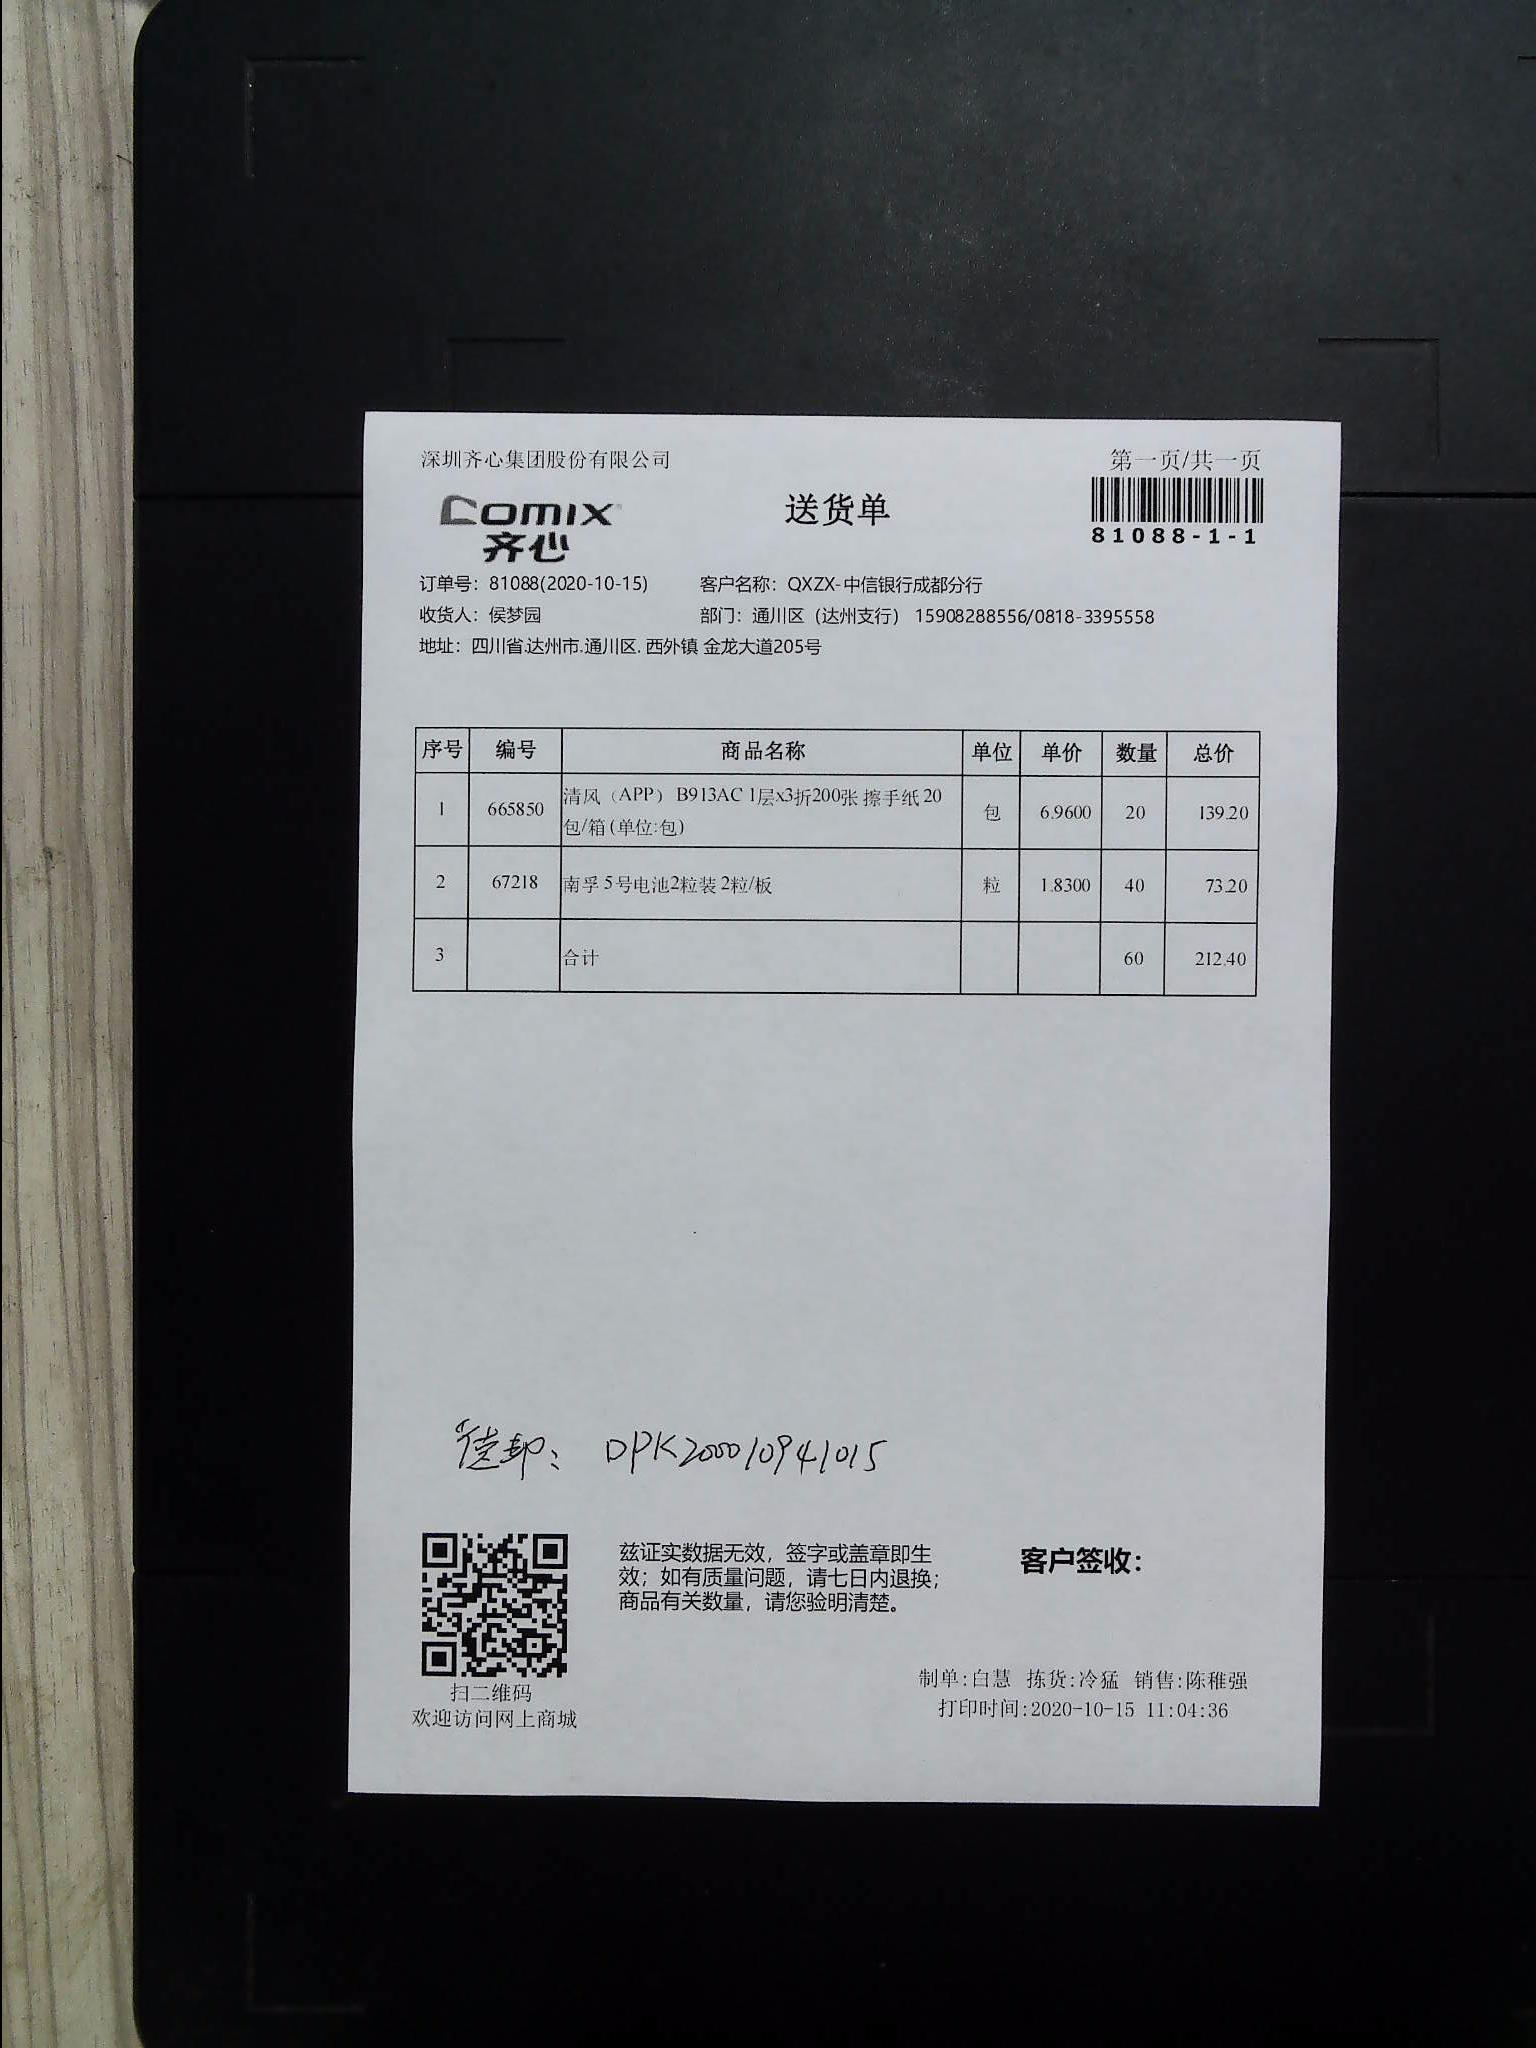 深圳齐心集团股份有限公司
第一页/共一页
COMIX
齐心
送货单
81088-1-1
订单号：81088(2020-10-15) 客户名称：QXZX-中信银行成都分行
收货人：侯梦园 部门：通川区（达州支行） 15908288556/0818-3395558
地址：四川省.达州市.通川区. 西外镇 金龙大道205号
序号 编号 商品名称 单位 单价 数量 总价
1 665850 清风（APP） B913AC 1层x3折200张 擦手纸 20 包 6.9600 20 139.20
包/箱 (单位:包)
2 67218 南孚 5号电池2粒装 2粒/板 粒 1.8300 40 73.20
3 合计 60 212.40
德邦： DPK200010941015
兹证实数据无效，签字或盖章即生
效；如有质量问题，请七日内退换；
商品有关数量，请您验明清楚。
客户签收：
扫二维码
欢迎访问网上商城
制单:白慧 拣货:冷猛 销售:陈稚强
打印时间:2020-10-15 11:04:36